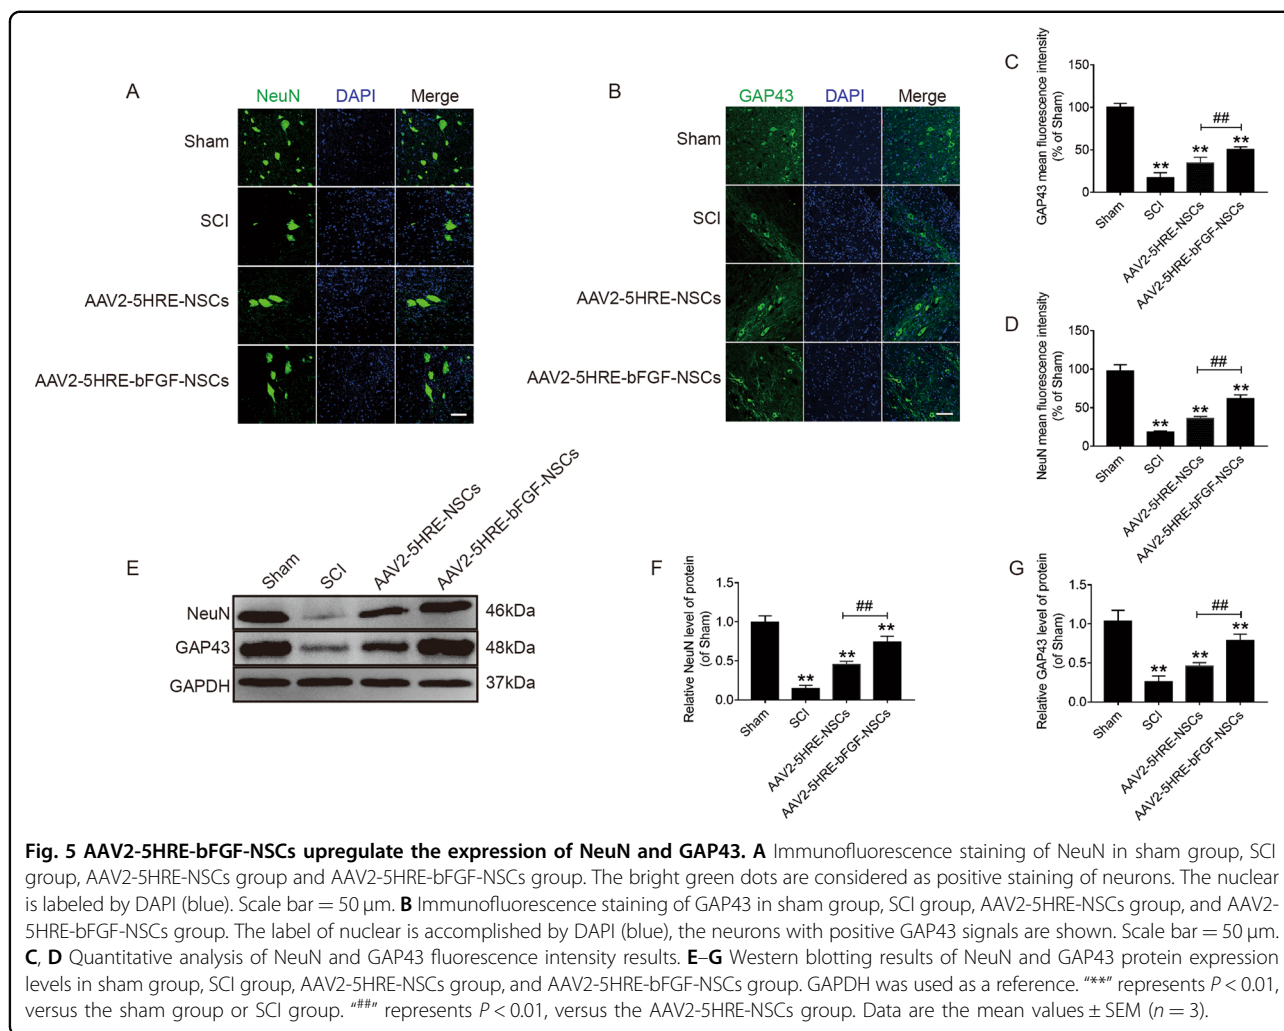 A
NeuN DAPI Merge
Sham
SCI
AAV2-5HRE-NSCs
AAV2-5HRE-bFGF-NSCs
B
GAP43 DAPI Merge
Sham
SCI
AAV2-5HRE-NSCs
AAV2-5HRE-bFGF-NSCs
C
GAP43 mean fluorescence intensity
(% of Sham)
150
100
50
0
**
**
**
##
Sham
SCI
AAV2-5HRE-NSCs
AAV2-5HRE-bFGF-NSCs
D
NeuN mean fluorescence intensity
(% of Sham)
150
100
50
0
**
**
**
##
Sham
SCI
AAV2-5HRE-NSCs
AAV2-5HRE-bFGF-NSCs
E
Sham
SCI
AAV2-5HRE-NSCs
AAV2-5HRE-bFGF-NSCs
NeuN 46kDa
GAP43 48kDa
GAPDH 37kDa
F
Relative NeuN level of protein
(of Sham)
1.5
1.0
0.5
0.0
**
**
**
##
Sham
SCI
AAV2-5HRE-NSCs
AAV2-5HRE-bFGF-NSCs
G
Relative GAP43 level of protein
(of Sham)
1.5
1.0
0.5
0.0
**
**
**
##
Sham
SCI
AAV2-5HRE-NSCs
AAV2-5HRE-bFGF-NSCs
Fig. 5 AAV2-5HRE-bFGF-NSCs upregulate the expression of NeuN and GAP43. A Immunofluorescence staining of NeuN in sham group, SCI
group, AAV2-5HRE-NSCs group and AAV2-5HRE-bFGF-NSCs group. The bright green dots are considered as positive staining of neurons. The nuclear
is labeled by DAPI (blue). Scale bar = 50 μm. B Immunofluorescence staining of GAP43 in sham group, SCI group, AAV2-5HRE-NSCs group, and AAV2-
5HRE-bFGF-NSCs group. The label of nuclear is accomplished by DAPI (blue), the neurons with positive GAP43 signals are shown. Scale bar = 50 μm.
C, D Quantitative analysis of NeuN and GAP43 fluorescence intensity results. E–G Western blotting results of NeuN and GAP43 protein expression
levels in sham group, SCI group, AAV2-5HRE-NSCs group, and AAV2-5HRE-bFGF-NSCs group. GAPDH was used as a reference. “**” represents P < 0.01,
versus the sham group or SCI group. “##” represents P < 0.01, versus the AAV2-5HRE-NSCs group. Data are the mean values ± SEM (n = 3).